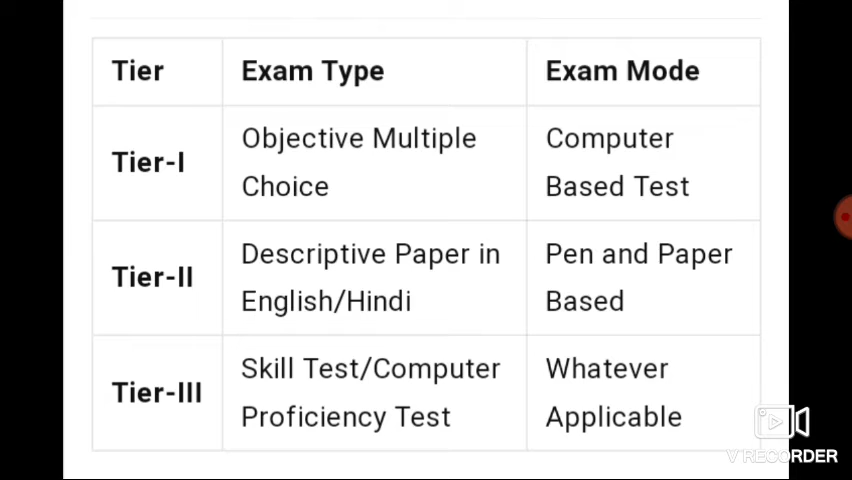 Tier Exam Type Exam Mode
Objective Multiple Computer
Tier-I
Choice Based Test
Descriptive Paper in Pen and Paper
Tier-II
English/Hindi Based
Skill Test/Computer Whatever
Tier-III
Proficiency Test Applicable
V RECORDER